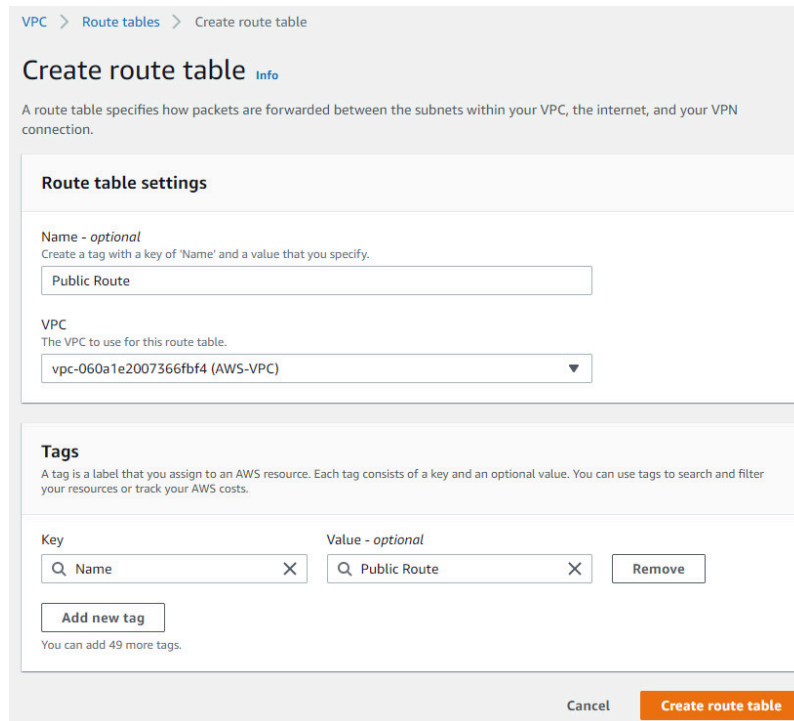 VPC > Route tables > Create route table
Create route table Info
A route table specifies how packets are forwarded between the subnets within your VPC, the internet, and your VPN
connection.
Route table settings
Name - optional
Create a tag with a key of 'Name' and a value that you specify.
Public Route
VPC
The VPC to use for this route table.
vpc-060a1e2007366fbf4 (AWS-VPC)
Tags
A tag is a label that you assign to an AWS resource. Each tag consists of a key and an optional value. You can use tags to search and filter
your resources or track your AWS costs.
Key Value - optional
Name Public Route Remove
Add new tag
You can add 49 more tags.
Cancel Create route table